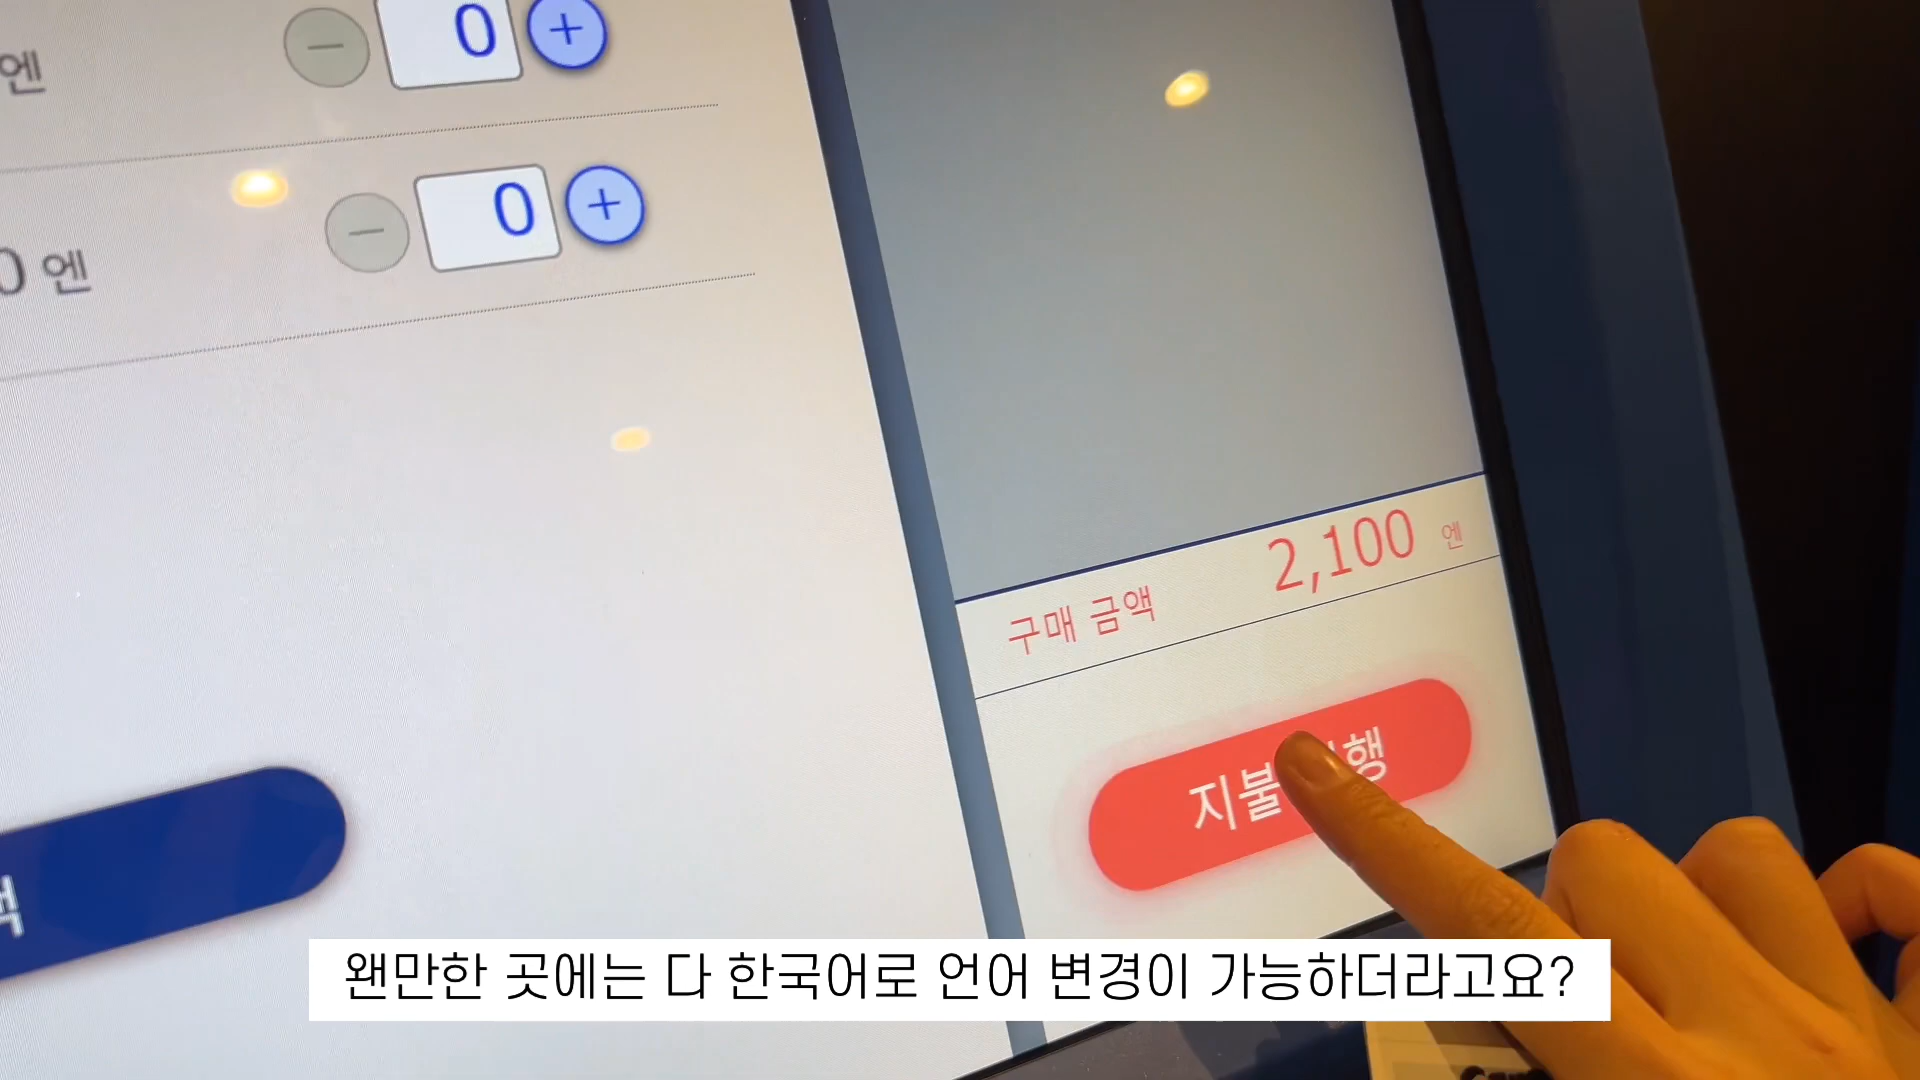 엔
0
0 엔
0
2,100 엔
구매 금액
지불
왠만한 곳에는 다 한국어로 언어 변경이 가능하더라고요?